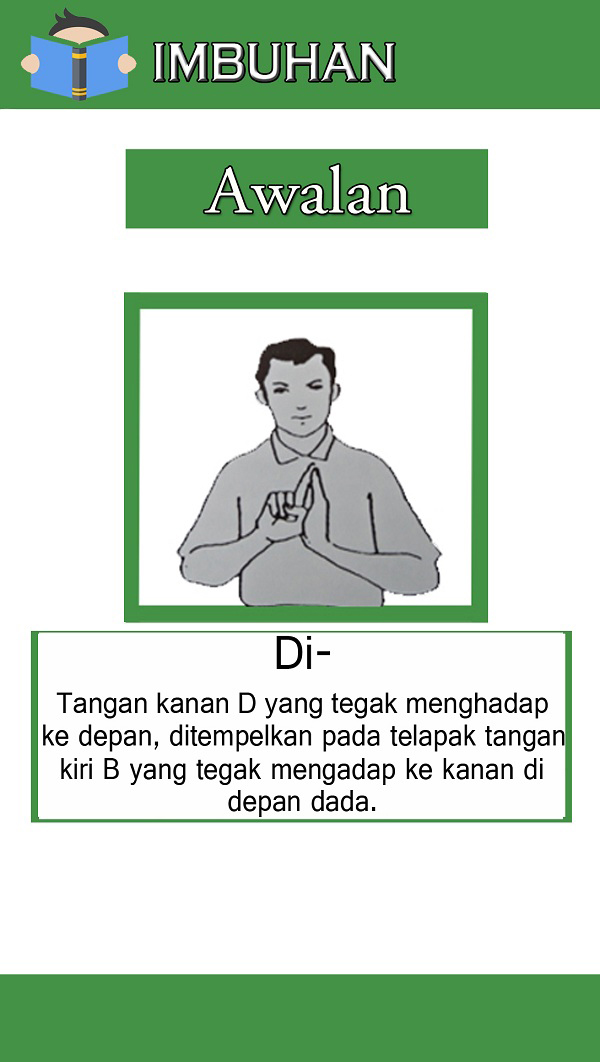 IMBUHAN
Awalan
Di-
Tangan kanan D yang tegak menghadap
ke depan, ditempelkan pada telapak tangan
kiri B yang tegak mengadap ke kanan di
depan dada.